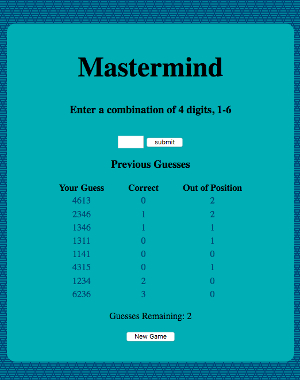 Mastermind
Enter a combination of 4 digits, 1-6
submit
Previous Guesses
Your Guess Correct Out of Position
4613 0 2
2346 1 2
1346 1 1
1311 0 1
1141 0 0
4315 0 1
1234 2 0
6236 3 0
Guesses Remaining: 2
New Game